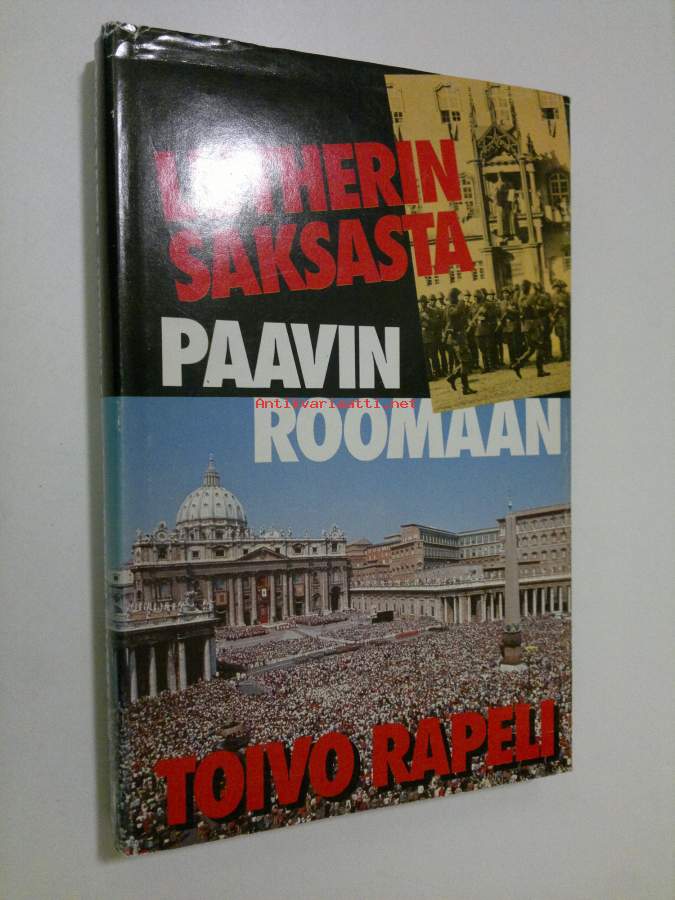 LUTHERIN
SAKSASTA
PAAVIN
Antikvariaatti.net
ROOMAAN
TOIVO RAPELI